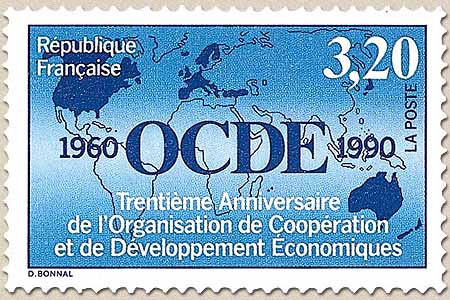 République
Française
3,20
LA POSTE
1960 OCDE 1990
Trentième Anniversaire
de l'Organisation de Coopération
et de Développement Économiques
D. BONNAL